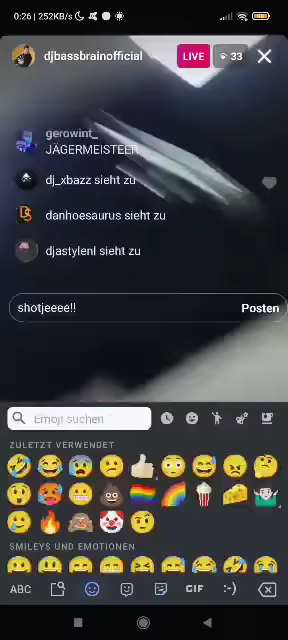 0:26 | 252KB/s
djbassbrainofficial
LIVE
33
gerowint_
JÄGERMEISTEER
dj_xbazz sieht zu
danhoesaurus sieht zu
djastylenl sieht zu
shotjeeee!!
Posten
Emoji suchen
ZULETZT VERWENDET
SMILEYS UND EMOTIONEN
ABC
GIF
:-)